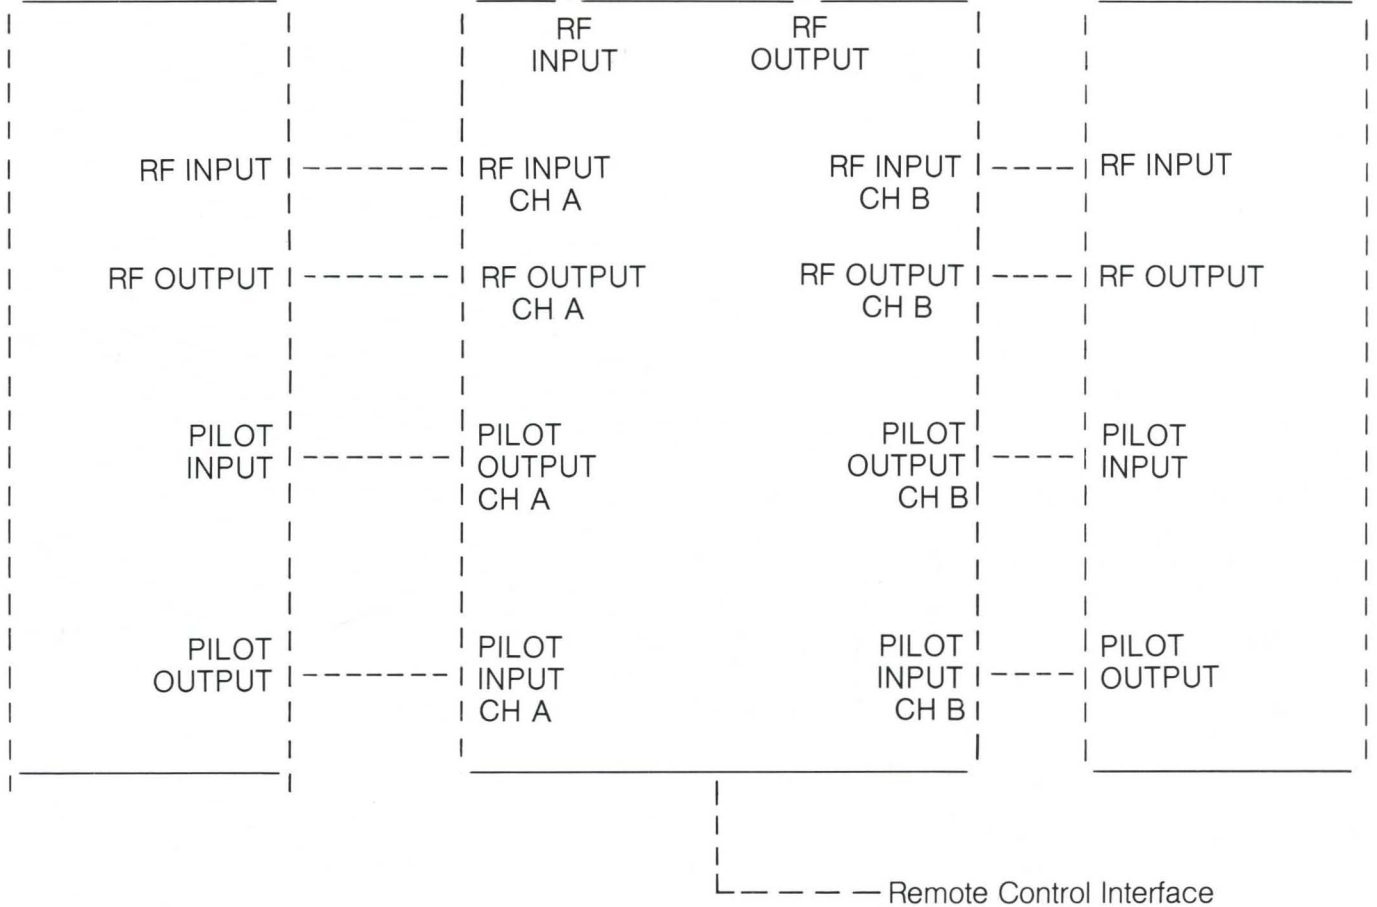 RF
INPUT
RF
OUTPUT
RF INPUT
RF INPUT
CH A
RF INPUT
CH B
RF INPUT
RF OUTPUT
RF OUTPUT
CH A
RF OUTPUT
CH B
RF OUTPUT
PILOT
INPUT
PILOT
OUTPUT
CH A
PILOT
OUTPUT
CH B
PILOT
INPUT
PILOT
OUTPUT
PILOT
INPUT
CH A
PILOT
INPUT
CH B
PILOT
OUTPUT
Remote Control Interface